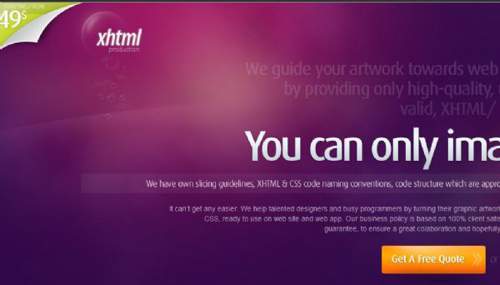 49$
xhtml
production
We guide your artwork towards web
by providing only high-quality,
valid, XHTML/
You can only ima
We have own slicing guidelines, XHTML & CSS code naming conventions, code structure which are appro
It can't get any easier. We help talented designers and busy programmers by turning their graphic artwor
CSS, ready to use on web site and web app. Our business policy is based on 100% client satis
guarantee, to ensure a great colaboration and hopefully
Get A Free Quote
or